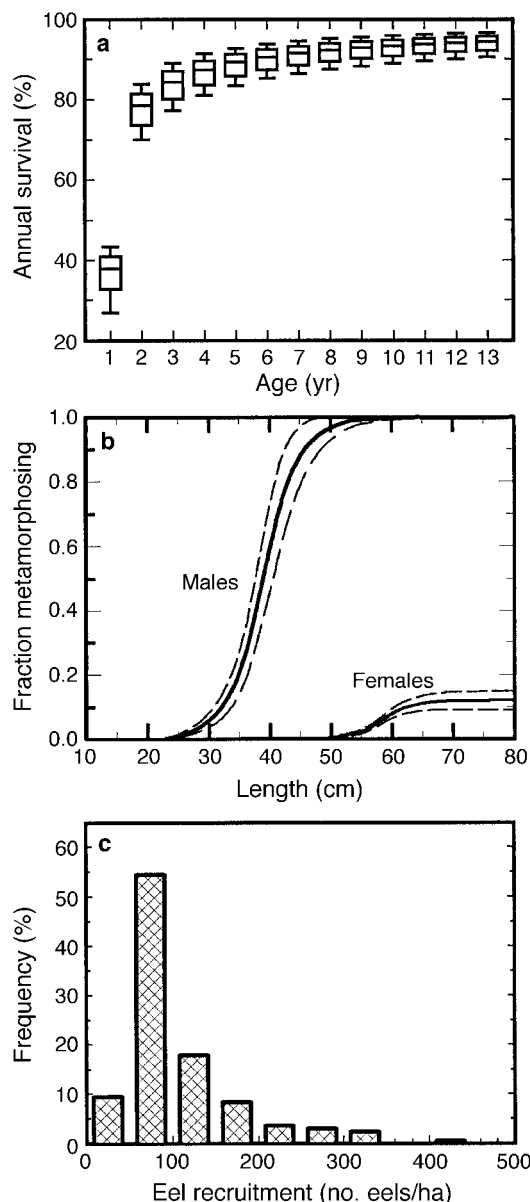 a
Annual survival (%)
100
80
60
40
20
1 2 3 4 5 6 7 8 9 10 11 12 13
Age (yr)
b
Fraction metamorphosing
1.0
0.8
0.6
0.4
0.2
0.0
Males
Females
10 20 30 40 50 60 70 80
Length (cm)
c
Frequency (%)
60
50
40
30
20
10
0
0 100 200 300 400 500
Eel recruitment (no. eels/ha)